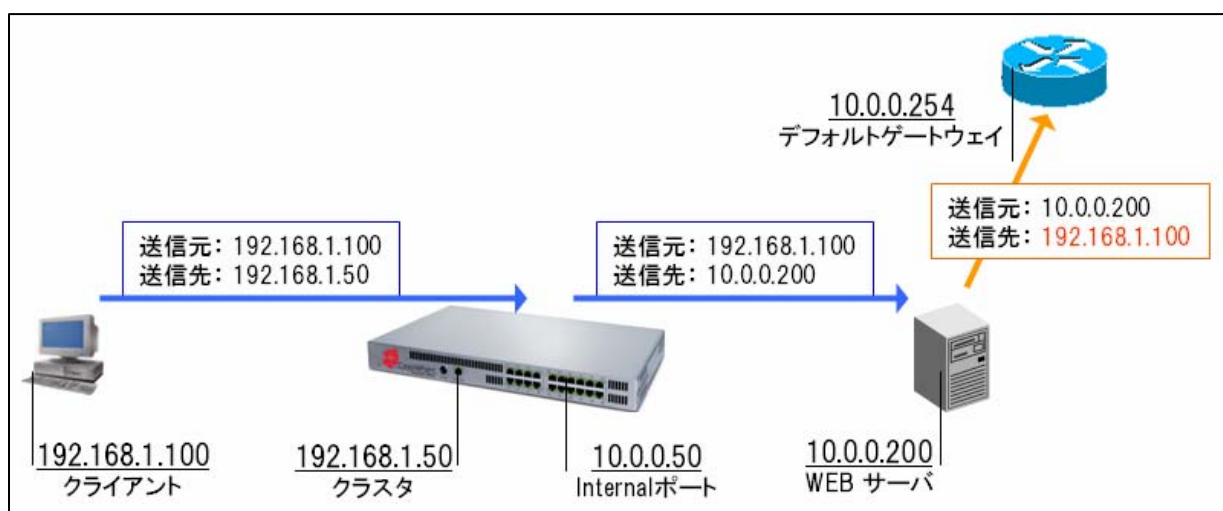 10.0.0.254
デフォルトゲートウェイ
送信元： 10.0.0.200
送信先： 192.168.1.100
送信元： 192.168.1.100
送信先： 192.168.1.50
送信元： 192.168.1.100
送信先： 10.0.0.200
192.168.1.100
クライアント
192.168.1.50
クラスタ
10.0.0.50
Internalポート
10.0.0.200
WEB サーバ